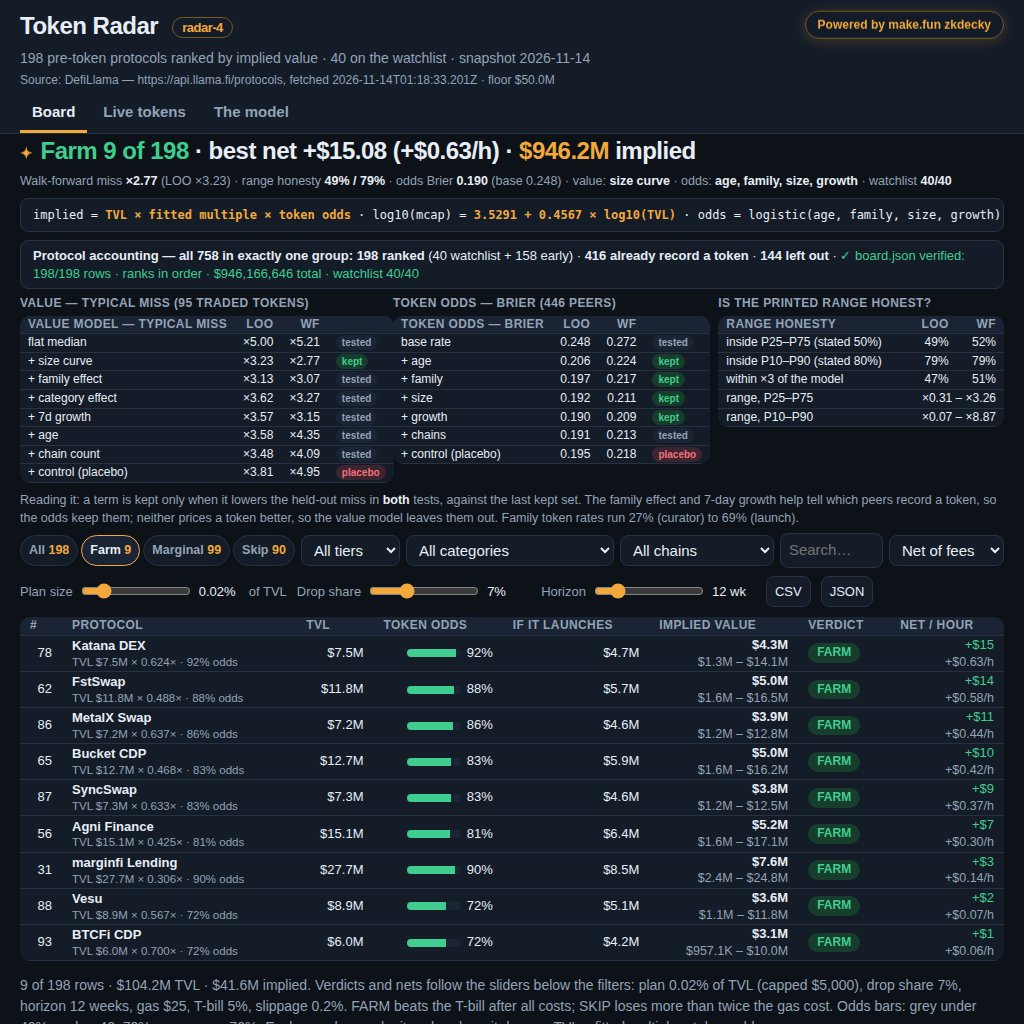 Token Radar radar-4 Powered by make.fun zkdecky
198 pre-token protocols ranked by implied value · 40 on the watchlist · snapshot 2026-11-14
Source: DefiLlama — https://api.llama.fi/protocols, fetched 2026-11-14T01:18:33.201Z · floor $50.0M
Board Live tokens The model
✦ Farm 9 of 198 · best net +$15.08 (+$0.63/h) · $946.2M implied
Walk-forward miss ×2.77 (LOO ×3.23) · range honesty 49% / 79% · odds Brier 0.190 (base 0.248) · value: size curve · odds: age, family, size, growth · watchlist 40/40
implied = TVL × fitted multiple × token odds · log10(mcap) = 3.5291 + 0.4567 × log10(TVL) · odds = logistic(age, family, size, growth)
Protocol accounting — all 758 in exactly one group: 198 ranked (40 watchlist + 158 early) · 416 already record a token · 144 left out · ✓ board.json verified:
198/198 rows · ranks in order · $946,166,646 total · watchlist 40/40
VALUE — TYPICAL MISS (95 TRADED TOKENS)
VALUE MODEL — TYPICAL MISS LOO WF
flat median ×5.00 ×5.21 tested
+ size curve ×3.23 ×2.77 kept
+ family effect ×3.13 ×3.07 tested
+ category effect ×3.62 ×3.27 tested
+ 7d growth ×3.57 ×3.15 tested
+ age ×3.58 ×4.35 tested
+ chain count ×3.48 ×4.09 tested
+ control (placebo) ×3.81 ×4.95 placebo
TOKEN ODDS — BRIER (446 PEERS)
TOKEN ODDS — BRIER LOO WF
base rate 0.248 0.272 tested
+ age 0.206 0.224 kept
+ family 0.197 0.217 kept
+ size 0.192 0.211 kept
+ growth 0.190 0.209 kept
+ chains 0.191 0.213 tested
+ control (placebo) 0.195 0.218 placebo
IS THE PRINTED RANGE HONEST?
RANGE HONESTY LOO WF
inside P25–P75 (stated 50%) 49% 52%
inside P10–P90 (stated 80%) 79% 79%
within ×3 of the model 47% 51%
range, P25–P75 ×0.31 – ×3.26
range, P10–P90 ×0.07 – ×8.87
Reading it: a term is kept only when it lowers the held-out miss in both tests, against the last kept set. The family effect and 7-day growth help tell which peers record a token, so
the odds keep them; neither prices a token better, so the value model leaves them out. Family token rates run 27% (curator) to 69% (launch).
All 198 Farm 9 Marginal 99 Skip 90 All tiers All categories All chains Search… Net of fees
Plan size 0.02% of TVL Drop share 7% Horizon 12 wk CSV JSON
# PROTOCOL TVL TOKEN ODDS IF IT LAUNCHES IMPLIED VALUE VERDICT NET / HOUR
78 Katana DEX $7.5M 92% $4.7M $4.3M FARM +$15
TVL $7.5M × 0.624× · 92% odds $1.3M – $14.1M +$0.63/h
62 FstSwap $11.8M 88% $5.7M $5.0M FARM +$14
TVL $11.8M × 0.488× · 88% odds $1.6M – $16.5M +$0.58/h
86 MetalX Swap $7.2M 86% $4.6M $3.9M FARM +$11
TVL $7.2M × 0.637× · 86% odds $1.2M – $12.8M +$0.44/h
65 Bucket CDP $12.7M 83% $5.9M $5.0M FARM +$10
TVL $12.7M × 0.468× · 83% odds $1.6M – $16.2M +$0.42/h
87 SyncSwap $7.3M 83% $4.6M $3.8M FARM +$9
TVL $7.3M × 0.633× · 83% odds $1.2M – $12.5M +$0.37/h
56 Agni Finance $15.1M 81% $6.4M $5.2M FARM +$7
TVL $15.1M × 0.425× · 81% odds $1.6M – $17.1M +$0.30/h
31 marginfi Lending $27.7M 90% $8.5M $7.6M FARM +$3
TVL $27.7M × 0.306× · 90% odds $2.4M – $24.8M +$0.14/h
88 Vesu $8.9M 72% $5.1M $3.6M FARM +$2
TVL $8.9M × 0.567× · 72% odds $1.1M – $11.8M +$0.07/h
93 BTCFi CDP $6.0M 72% $4.2M $3.1M FARM +$1
TVL $6.0M × 0.700× · 72% odds $957.1K – $10.0M +$0.06/h
9 of 198 rows · $104.2M TVL · $41.6M implied. Verdicts and nets follow the sliders below the filters: plan 0.02% of TVL (capped $5,000), drop share 7%,
horizon 12 weeks, gas $25, T-bill 5%, slippage 0.2%. FARM beats the T-bill after all costs; SKIP loses more than twice the gas cost. Odds bars: grey under